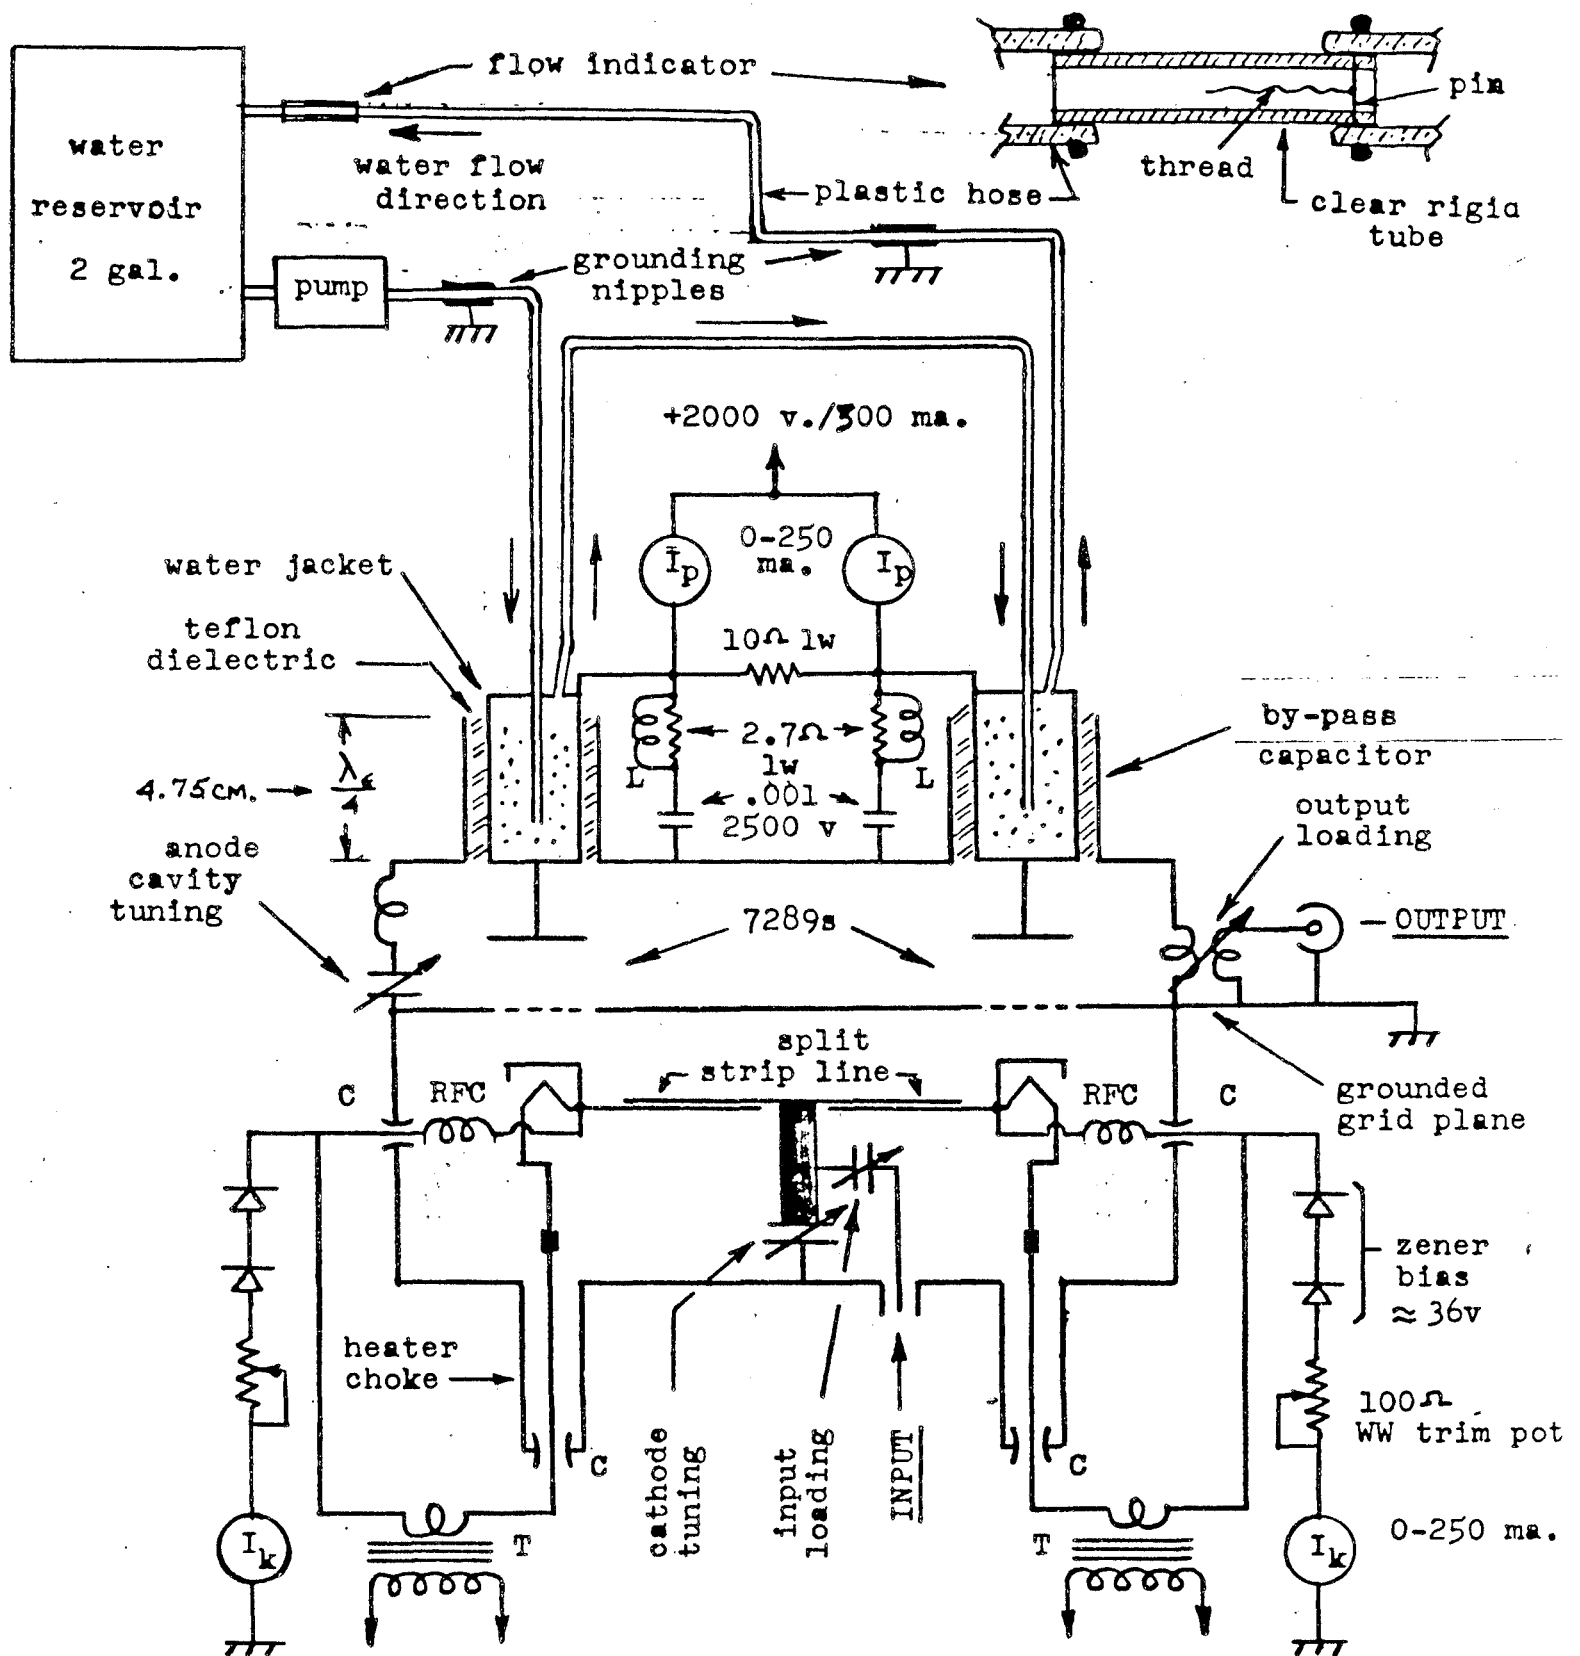 flow indicator
pin
thread
clear rigid
tube
water
reservoir
2 gal.
water flow
direction
plastic hose
pump
grounding
nipples
+2000 v./500 ma.
0-250
ma.
Ip
Ip
water jacket
teflon
dielectric
10Ω 1w
2.7Ω
1w
.001
2500 v
L
L
by-pass
capacitor
4.75 CM.
λε
4
output
loading
anode
cavity
tuning
7289s
OUTPUT
split
strip line
C
RFC
RFC
C
grounded
grid plane
zener
bias
≈ 36v
heater
choke
100Ω
WW trim pot
C
C
cathode
tuning
input
loading
INPUT
T
T
Ik
Ik
0-250 ma.